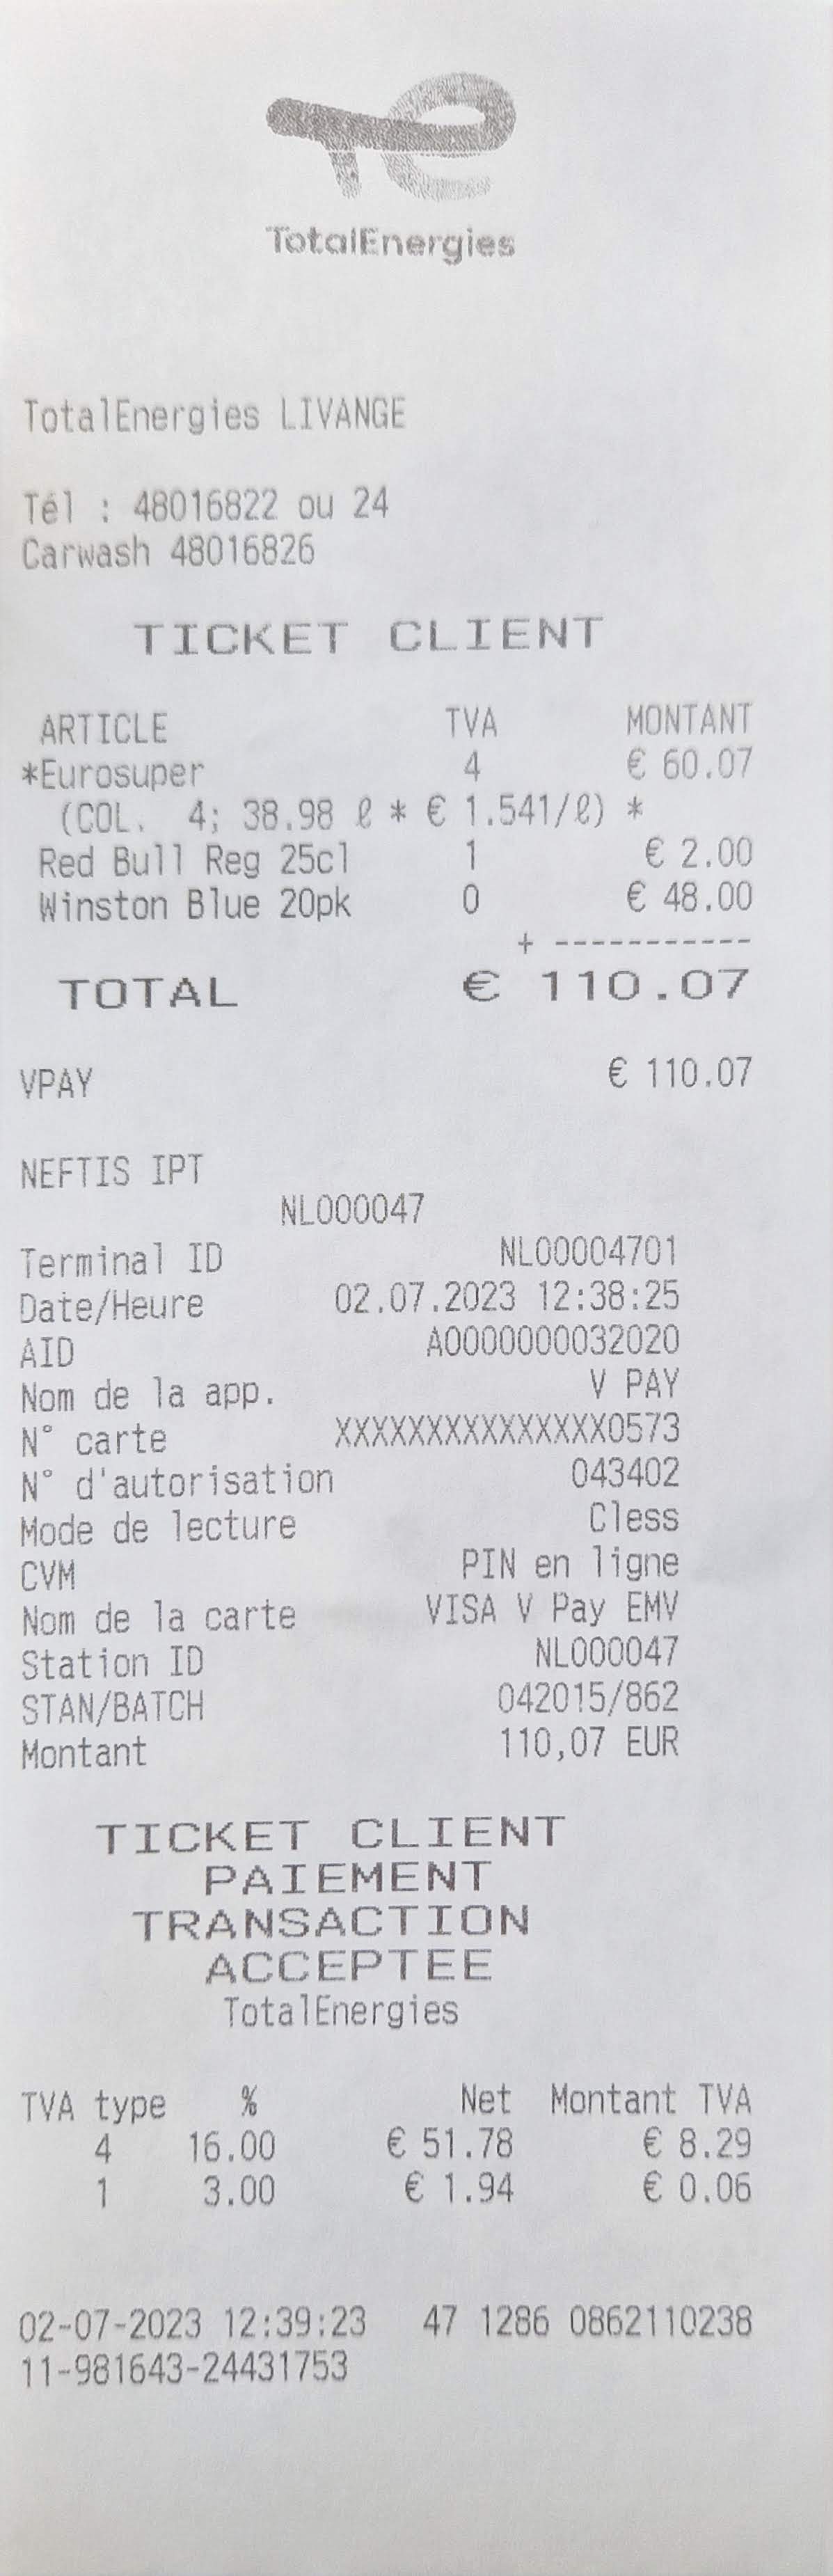 TotalEnergies
TotalEnergies LIVANGE
Tél : 48016822 ou 24
Carwash 48016826
TICKET CLIENT
ARTICLE TVA MONTANT
*Eurosuper 4 € 60.07
(COL. 4; 38.98 ℓ * € 1.541/ℓ) *
Red Bull Reg 25cl 1 € 2.00
Winston Blue 20pk 0 € 48.00
+ -----------
TOTAL € 110.07
VPAY € 110.07
NEFTIS IPT
NL000047
Terminal ID NL00004701
Date/Heure 02.07.2023 12:38:25
AID A0000000032020
Nom de la app. V PAY
N° carte XXXXXXXXXXXXXXX0573
N° d'autorisation 043402
Mode de lecture Cless
CVM PIN en ligne
Nom de la carte VISA V Pay EMV
Station ID NL000047
STAN/BATCH 042015/862
Montant 110,07 EUR
TICKET CLIENT
PAIEMENT
TRANSACTION
ACCEPTEE
TotalEnergies
TVA type % Net Montant TVA
4 16.00 € 51.78 € 8.29
1 3.00 € 1.94 € 0.06
02-07-2023 12:39:23 47 1286 0862110238
11-981643-24431753